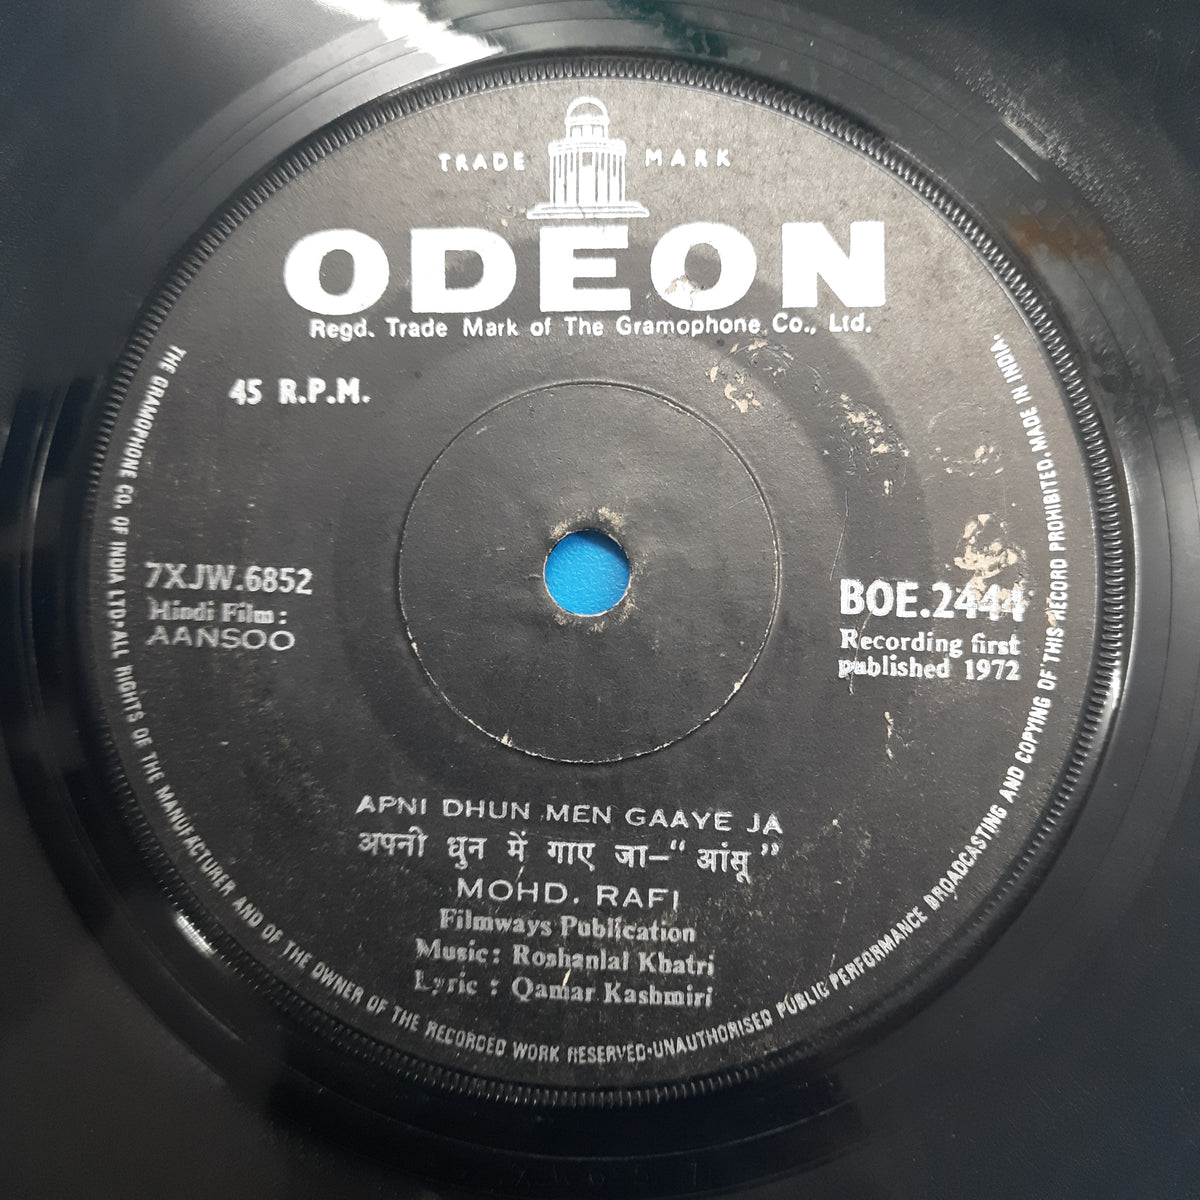 TRADE MARK
ODEON
Regd. Trade Mark of The Gramophone Co., Ltd.
45 R.P.M.
7XJW.6852
Hindi Film :
AANSOO
BOE.2444
Recording first
published 1972
APNI DHUN MEN GAAYE JA
अपनी धुन में गाए जा-“ आंसू ”
MOHD. RAFI
Filmways Publication
Music : Roshanlal Khatri
Lyric : Qamar Kashmiri
THE GRAMOPHONE CO. OF INDIA LTD·ALL RIGHTS OF THE MANUFACTURER AND OF THE OWNER OF THE RECORDED WORK RESERVED·UNAUTHORISED PUBLIC PERFORMANCE BROADCASTING AND COPYING OF THIS RECORD PROHIBITED. MADE IN INDIA.